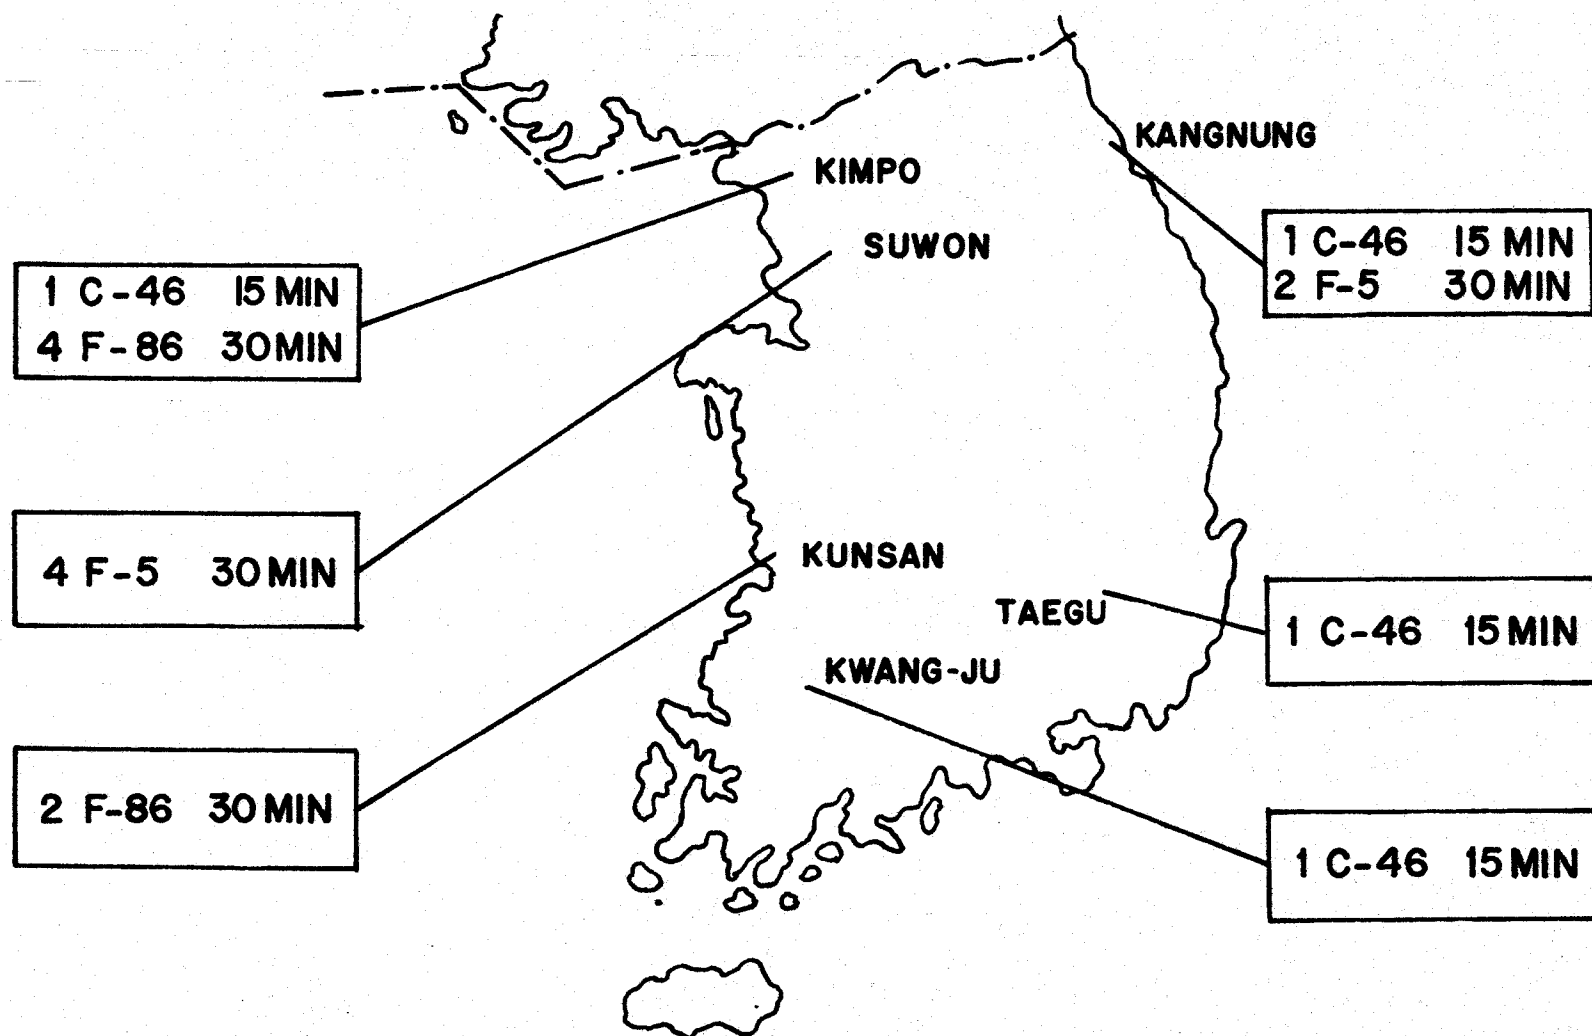 KANGNUNG
KIMPO
SUWON
1 C-46 15 MIN
2 F-5 30 MIN
1 C-46 15 MIN
4 F-86 30 MIN
4 F-5 30 MIN
KUNSAN
TAEGU
1 C-46 15 MIN
KWANG-JU
2 F-86 30 MIN
1 C-46 15 MIN